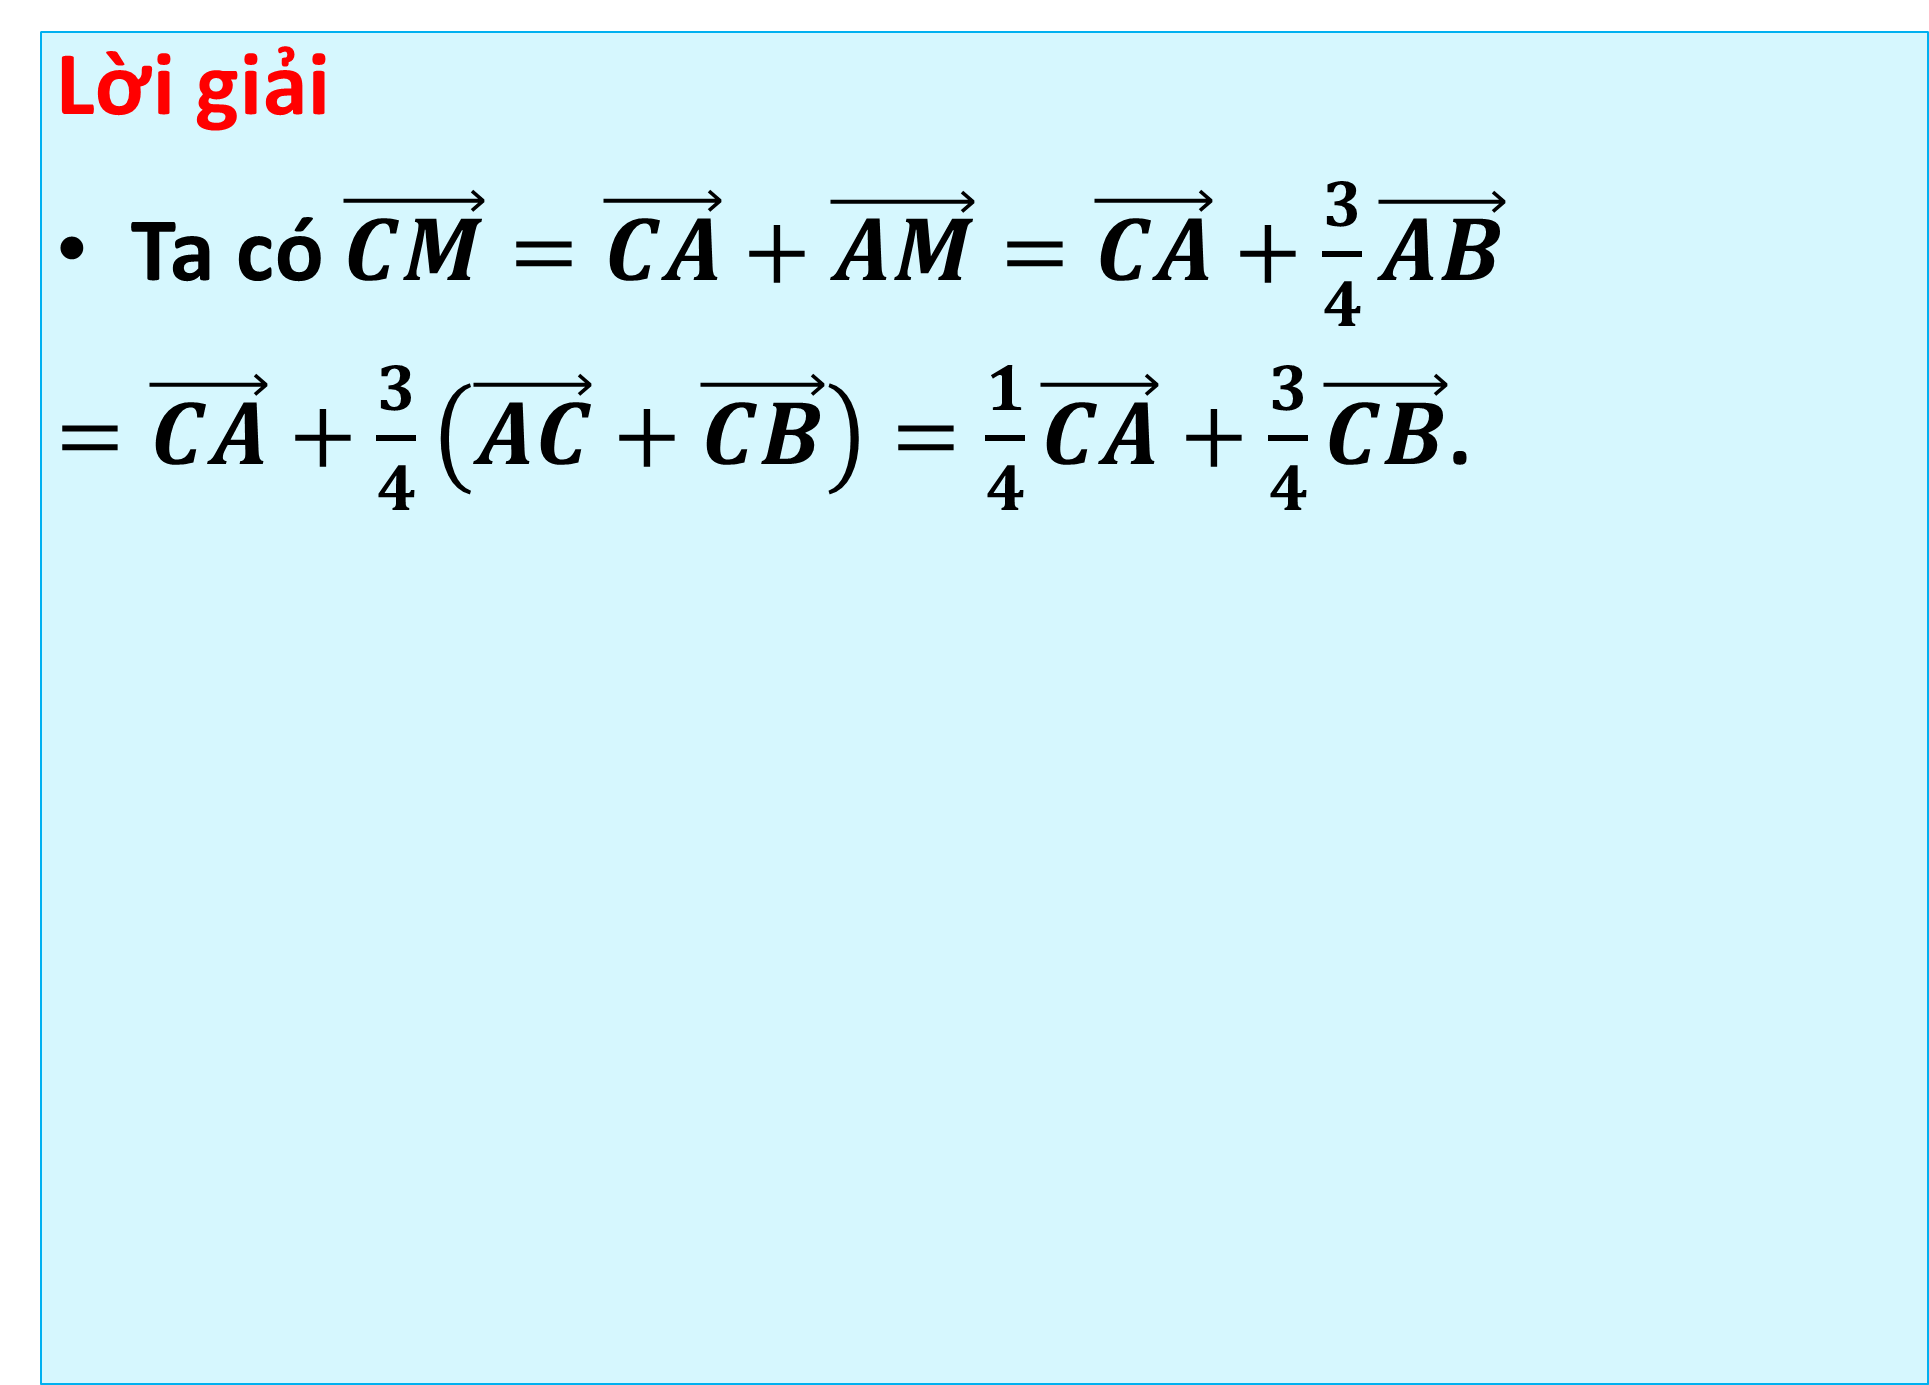 Lời giải
• Ta có $\overrightarrow{CM} = \overrightarrow{CA} + \overrightarrow{AM} = \overrightarrow{CA} + \frac{3}{4}\overrightarrow{AB}$
$= \overrightarrow{CA} + \frac{3}{4}\left(\overrightarrow{AC} + \overrightarrow{CB}\right) = \frac{1}{4}\overrightarrow{CA} + \frac{3}{4}\overrightarrow{CB}.$